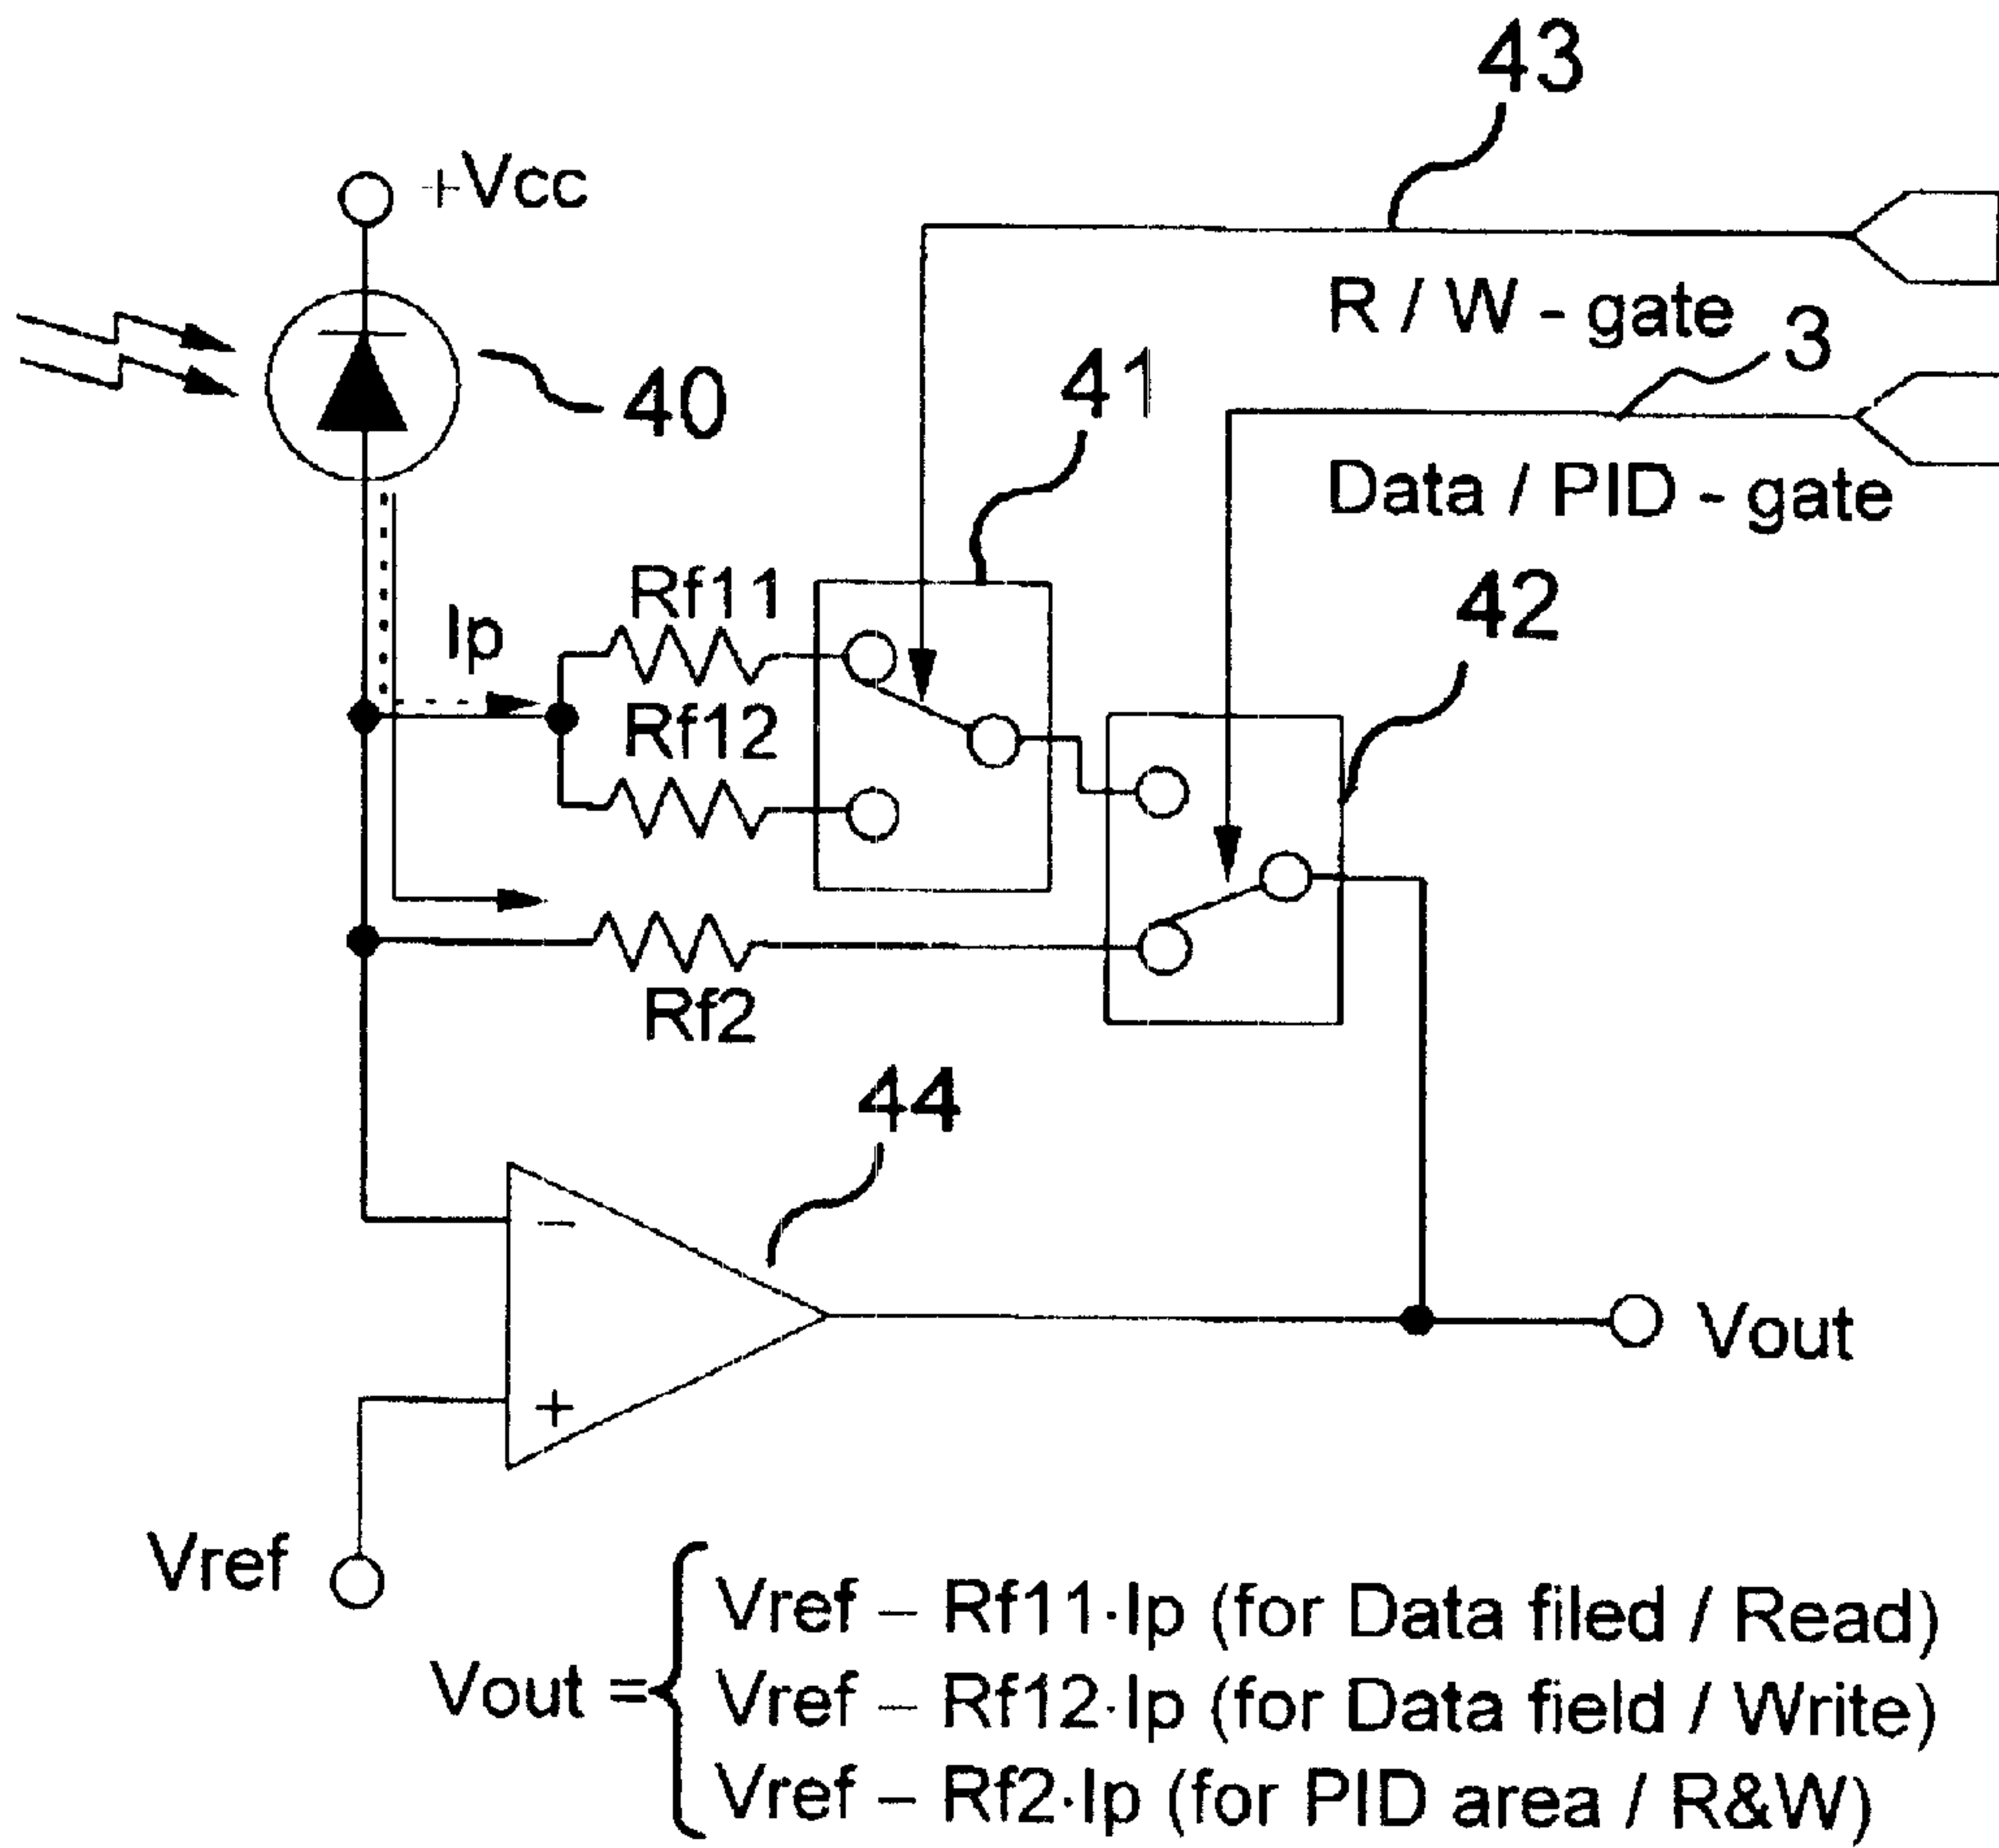 43
+Vcc
R / W - gate
3
40
41
Data / PID - gate
Rf11
42
Ip
Rf12
Rf2
44
−
+
Vout
Vref
Vout =
Vref – Rf11·Ip (for Data filed / Read)
Vref – Rf12·Ip (for Data field / Write)
Vref – Rf2·Ip (for PID area / R&W)